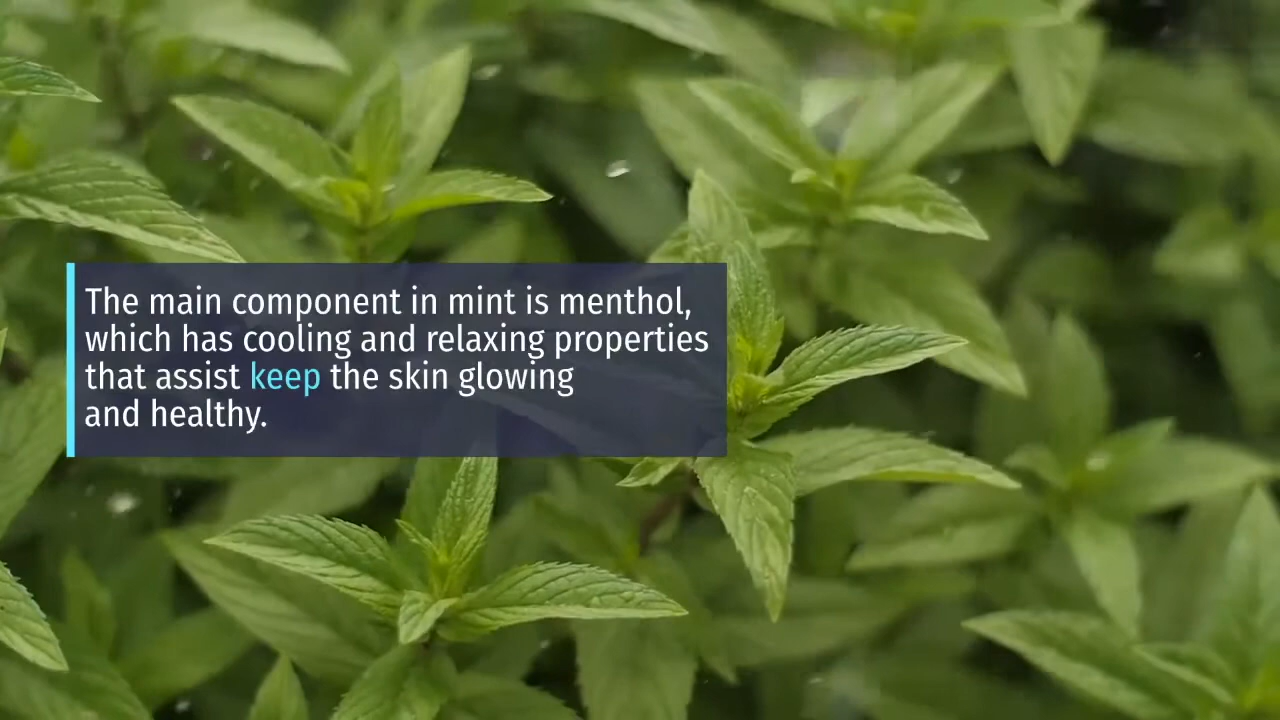 The main component in mint is menthol,
which has cooling and relaxing properties
that assist keep the skin glowing
and healthy.